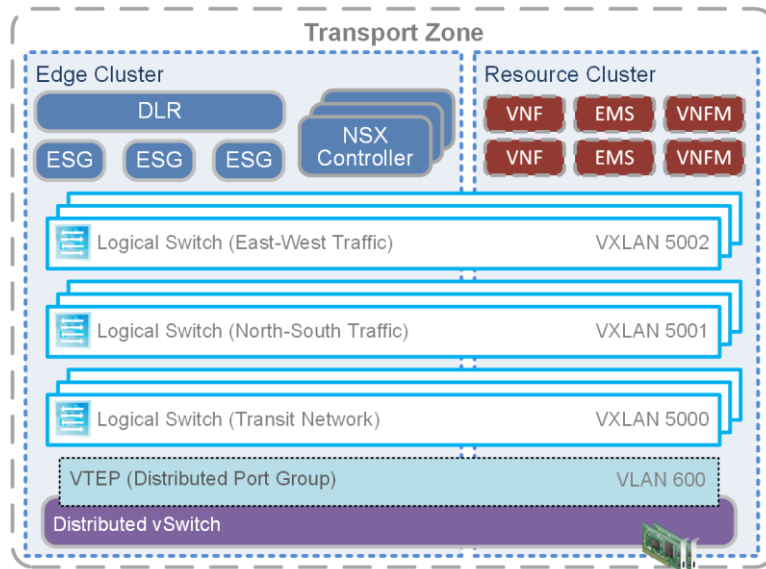 Transport Zone
Edge Cluster
DLR
ESG ESG ESG
NSX
Controller
Resource Cluster
VNF EMS VNFM
VNF EMS VNFM
Logical Switch (East-West Traffic) VXLAN 5002
Logical Switch (North-South Traffic) VXLAN 5001
Logical Switch (Transit Network) VXLAN 5000
VTEP (Distributed Port Group) VLAN 600
Distributed vSwitch